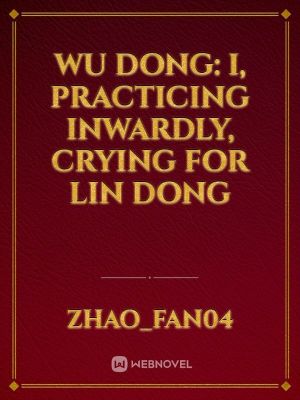 WU DONG: I,
PRACTICING
INWARDLY,
CRYING FOR
LIN DONG
ZHAO_FAN04
WEBNOVEL